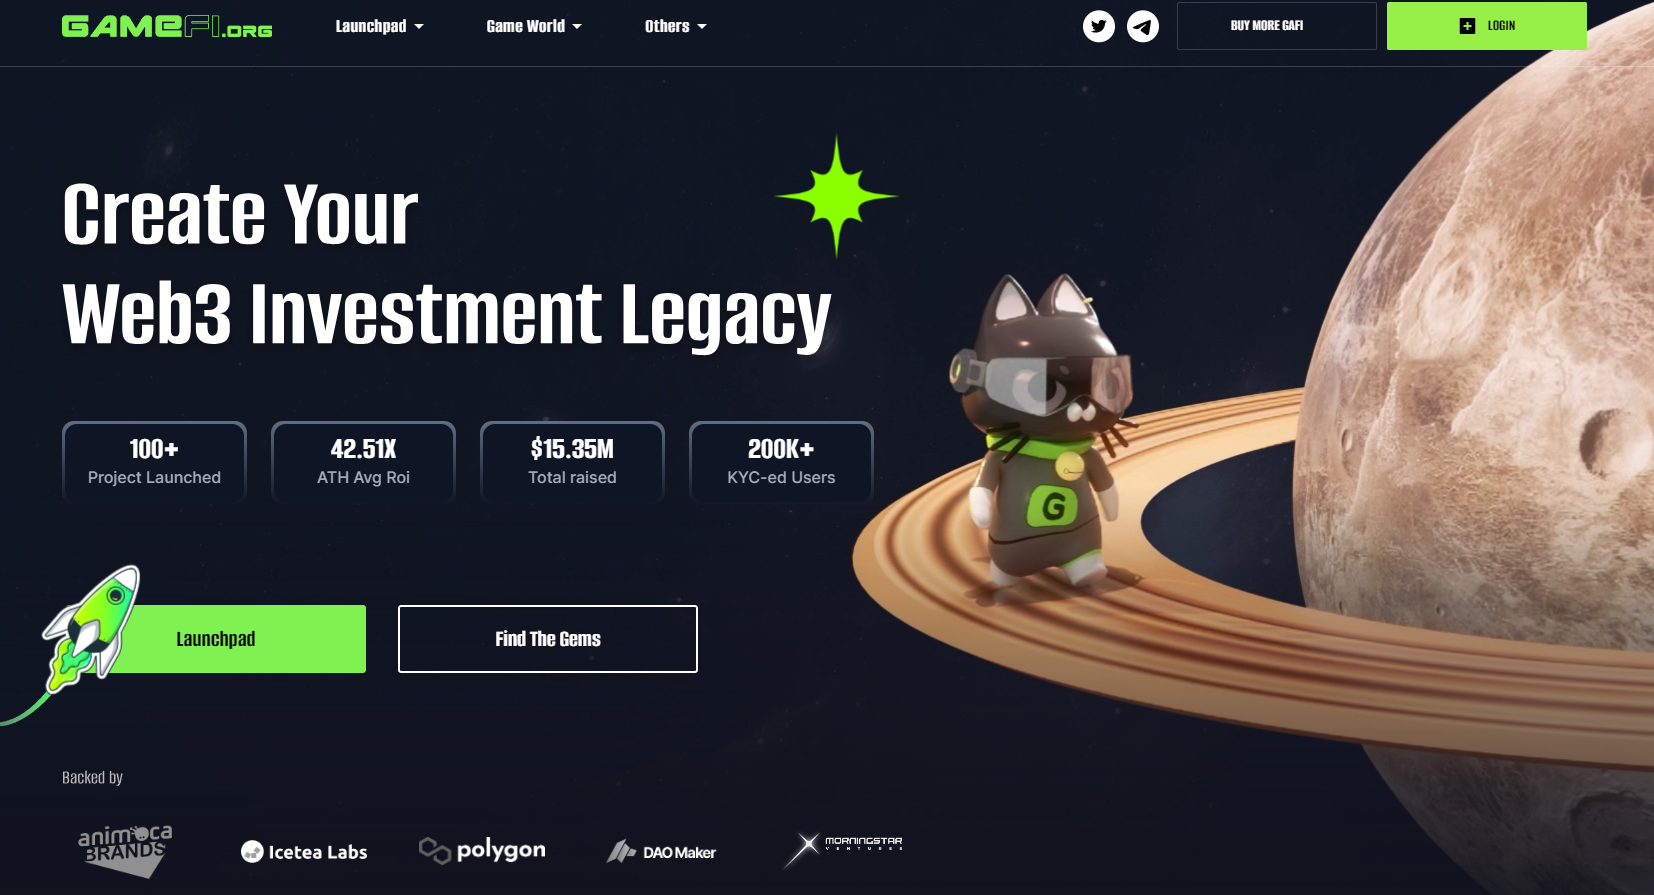 GAMEFI.ORG
Launchpad
Game World
Others
BUY MORE GAFI
LOGIN
Create Your
Web3 Investment Legacy
100+
Project Launched
42.51X
ATH Avg Roi
$15.35M
Total raised
200K+
KYC-ed Users
G
Launchpad
Find The Gems
Backed by
animoca
BRANDS
Icetea Labs
polygon
DAO Maker
MORNINGSTAR
VENTURES